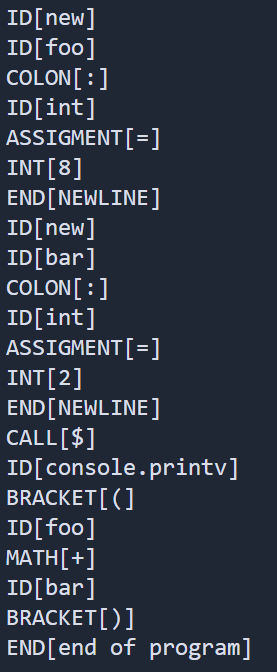 ID[new]
ID[foo]
COLON[:]
ID[int]
ASSIGMENT[=]
INT[8]
END[NEWLINE]
ID[new]
ID[bar]
COLON[:]
ID[int]
ASSIGMENT[=]
INT[2]
END[NEWLINE]
CALL[$]
ID[console.printv]
BRACKET[(]
ID[foo]
MATH[+]
ID[bar]
BRACKET[)]
END[end of program]